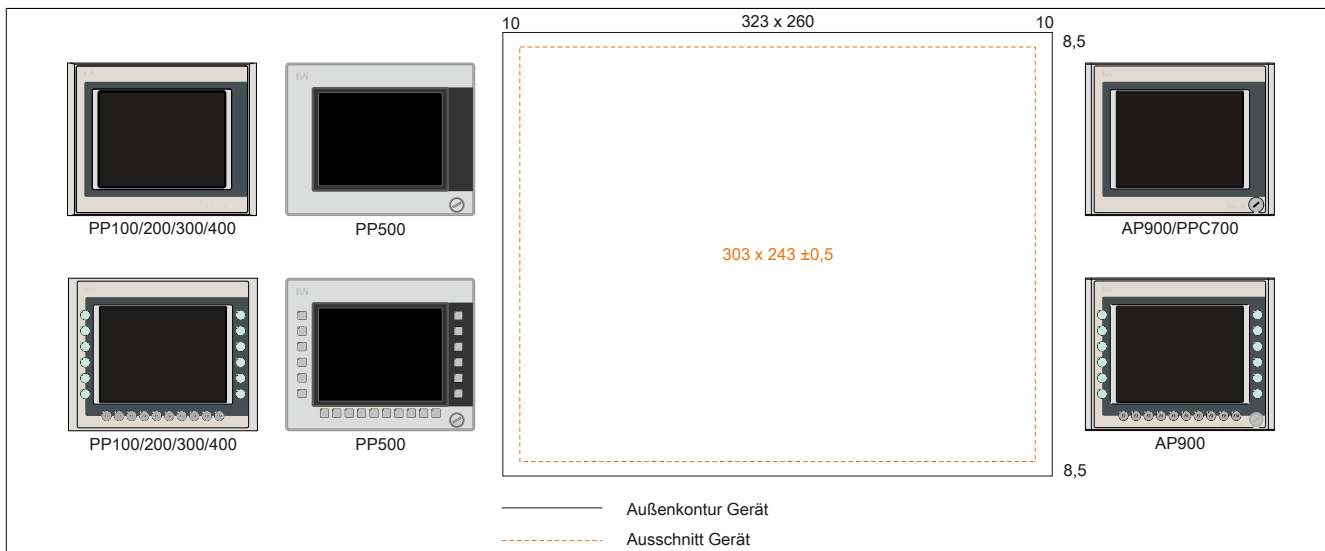 10
323 x 260
10
8,5
PP100/200/300/400
PP500
AP900/PPC700
303 x 243 ±0,5
PP100/200/300/400
PP500
AP900
8,5
Außenkontur Gerät
Ausschnitt Gerät